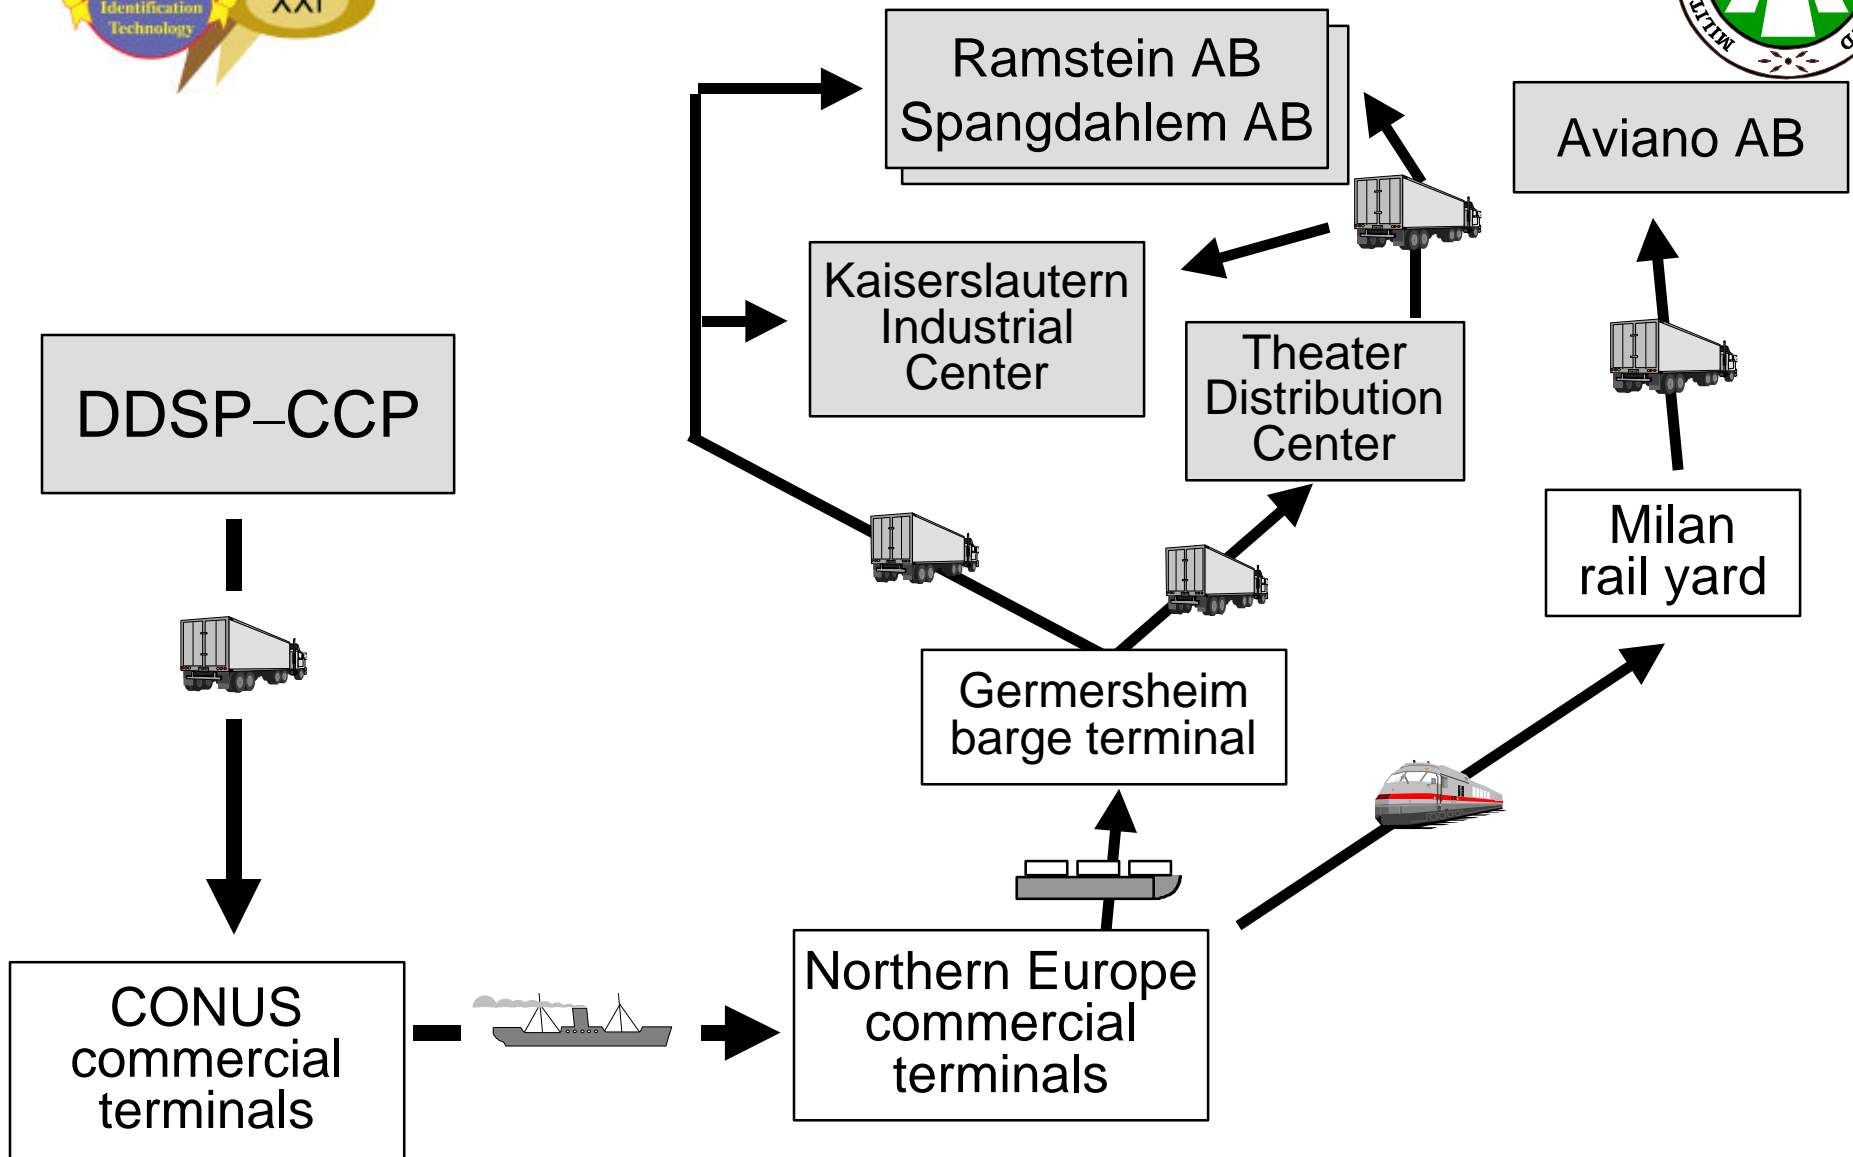 Identification
Technology
XXI
MILIT
Ramstein AB
Spangdahlem AB
Aviano AB
Kaiserslautern
Industrial
Center
Theater
Distribution
Center
DDSP–CCP
Milan
rail yard
Germersheim
barge terminal
Northern Europe
commercial
terminals
CONUS
commercial
terminals